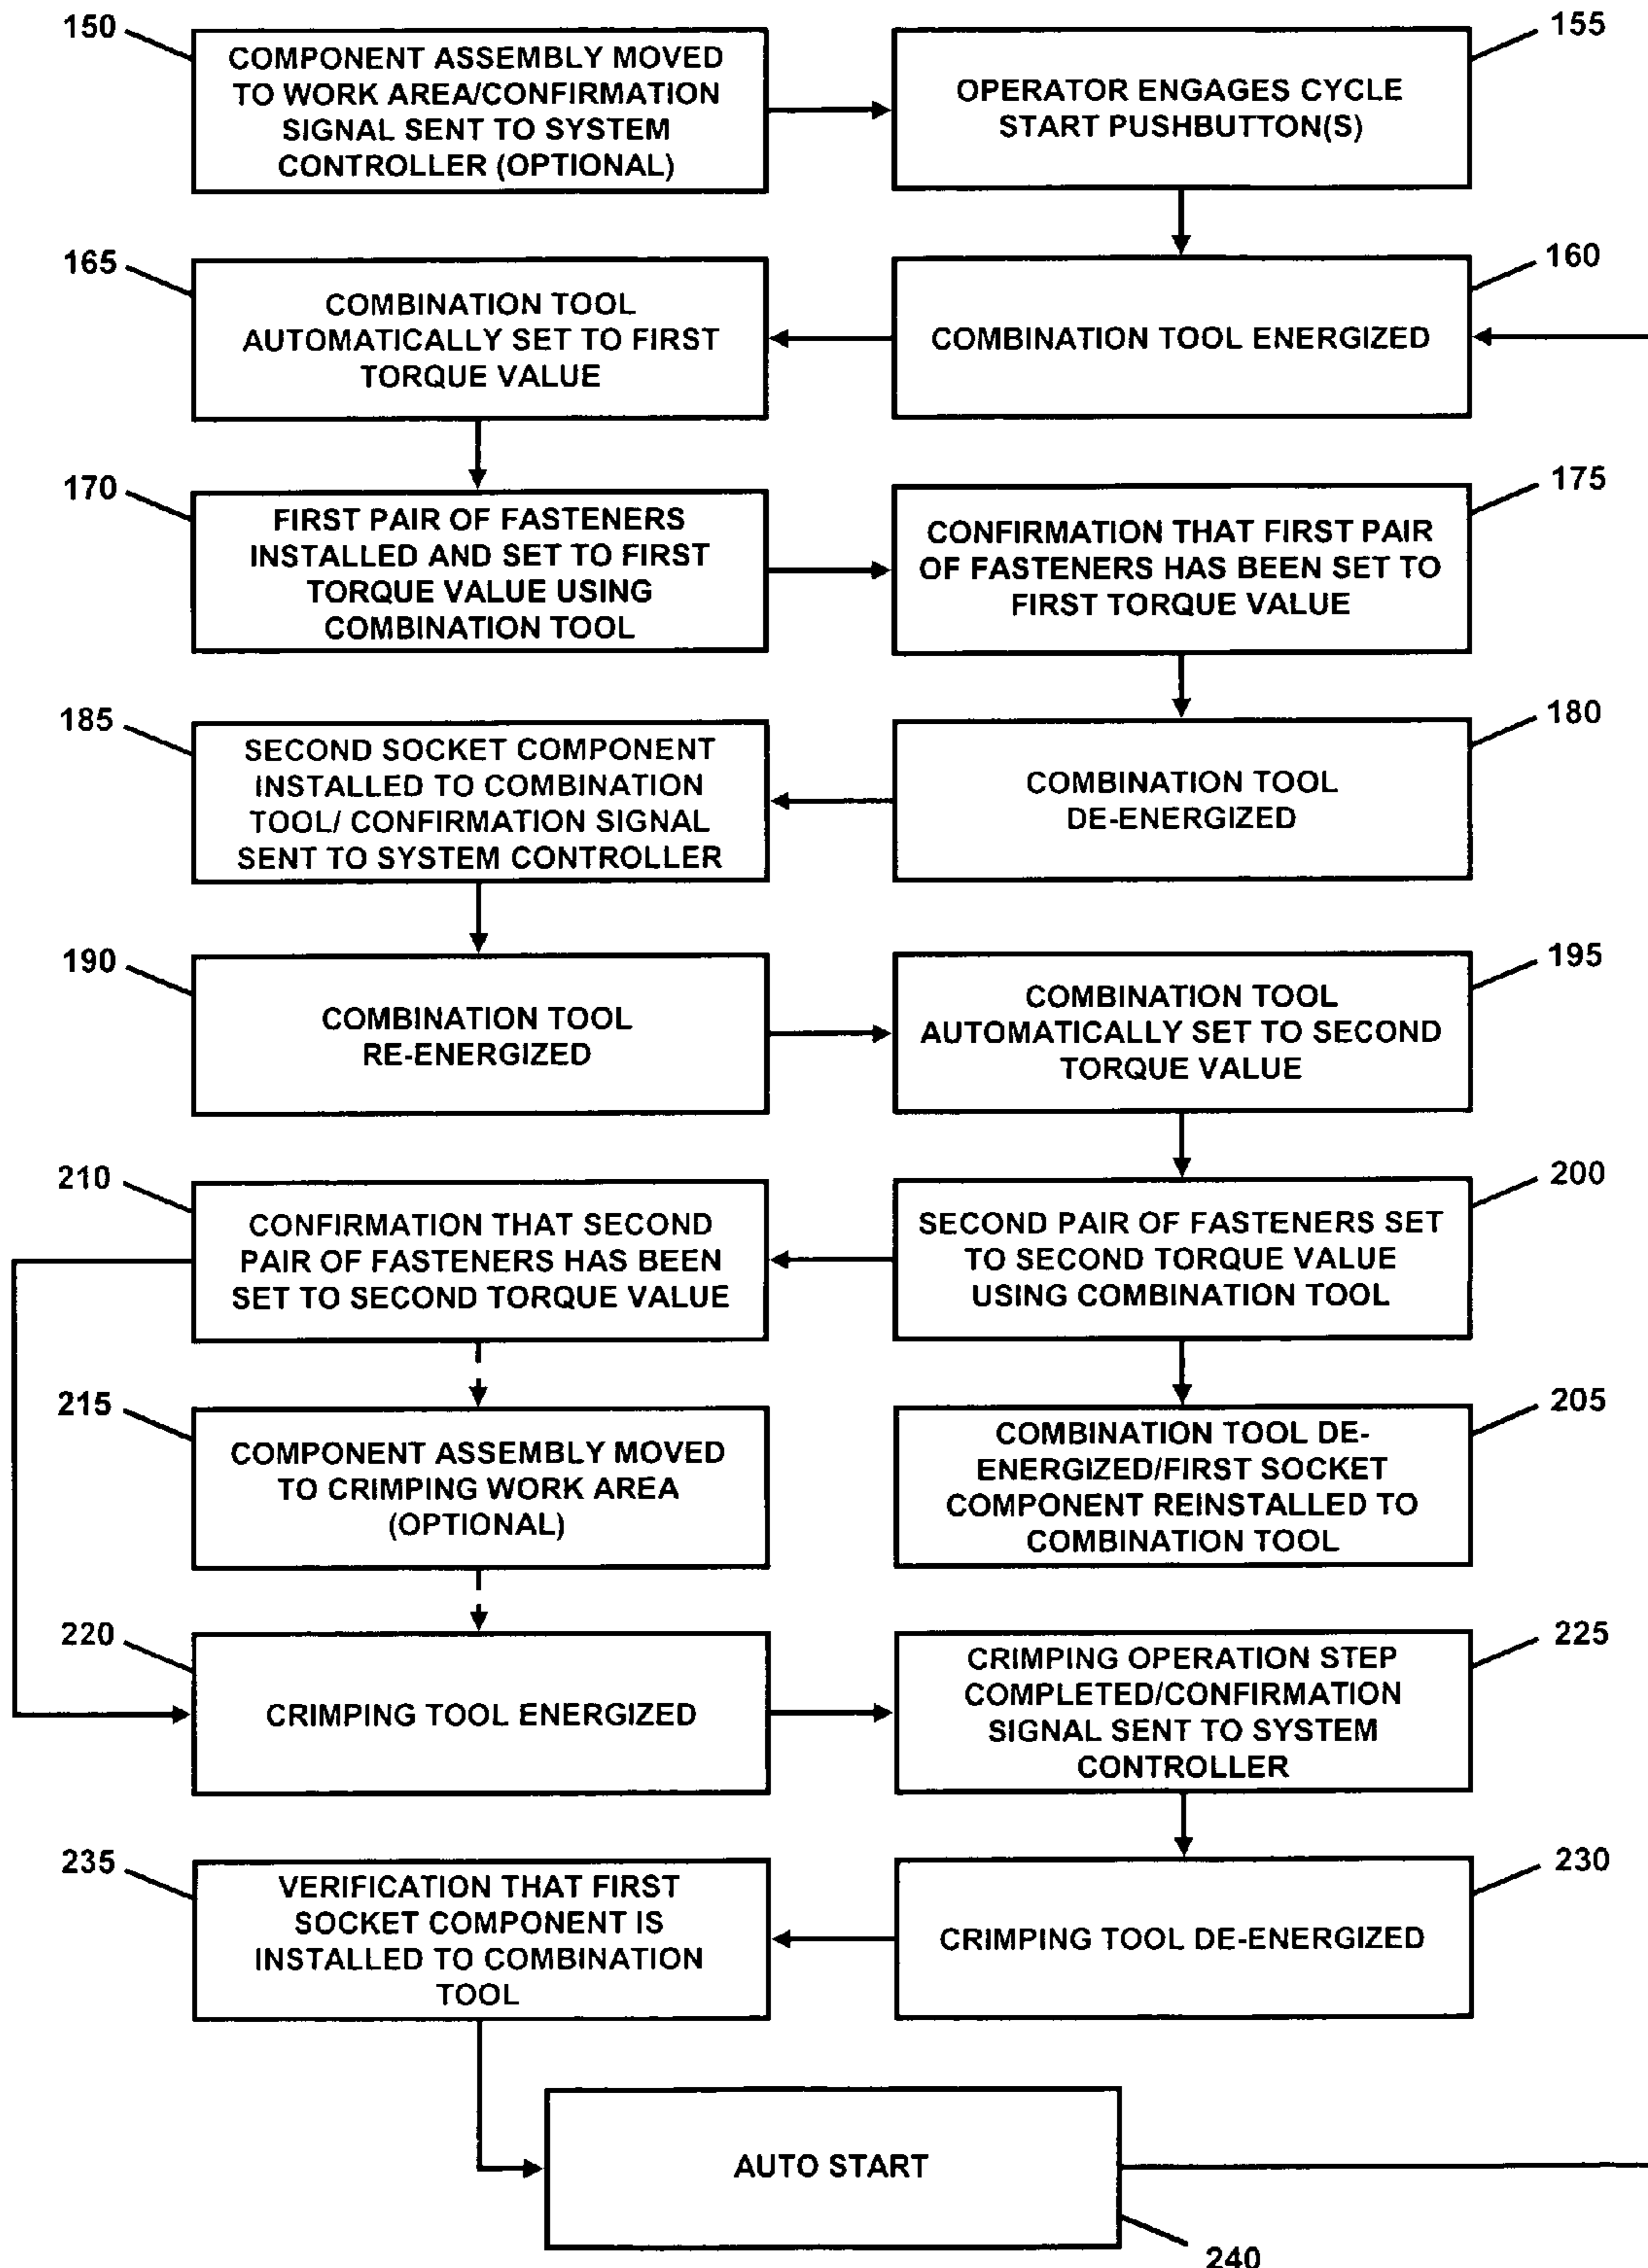 150
COMPONENT ASSEMBLY MOVED
TO WORK AREA/CONFIRMATION
SIGNAL SENT TO SYSTEM
CONTROLLER (OPTIONAL)
155
OPERATOR ENGAGES CYCLE
START PUSHBUTTON(S)
160
COMBINATION TOOL ENERGIZED
165
COMBINATION TOOL
AUTOMATICALLY SET TO FIRST
TORQUE VALUE
170
FIRST PAIR OF FASTENERS
INSTALLED AND SET TO FIRST
TORQUE VALUE USING
COMBINATION TOOL
175
CONFIRMATION THAT FIRST PAIR
OF FASTENERS HAS BEEN SET TO
FIRST TORQUE VALUE
180
COMBINATION TOOL
DE-ENERGIZED
185
SECOND SOCKET COMPONENT
INSTALLED TO COMBINATION
TOOL/ CONFIRMATION SIGNAL
SENT TO SYSTEM CONTROLLER
190
COMBINATION TOOL
RE-ENERGIZED
195
COMBINATION TOOL
AUTOMATICALLY SET TO SECOND
TORQUE VALUE
200
SECOND PAIR OF FASTENERS SET
TO SECOND TORQUE VALUE
USING COMBINATION TOOL
205
COMBINATION TOOL DE-
ENERGIZED/FIRST SOCKET
COMPONENT REINSTALLED TO
COMBINATION TOOL
210
CONFIRMATION THAT SECOND
PAIR OF FASTENERS HAS BEEN
SET TO SECOND TORQUE VALUE
215
COMPONENT ASSEMBLY MOVED
TO CRIMPING WORK AREA
(OPTIONAL)
220
CRIMPING TOOL ENERGIZED
225
CRIMPING OPERATION STEP
COMPLETED/CONFIRMATION
SIGNAL SENT TO SYSTEM
CONTROLLER
230
CRIMPING TOOL DE-ENERGIZED
235
VERIFICATION THAT FIRST
SOCKET COMPONENT IS
INSTALLED TO COMBINATION
TOOL
AUTO START
240